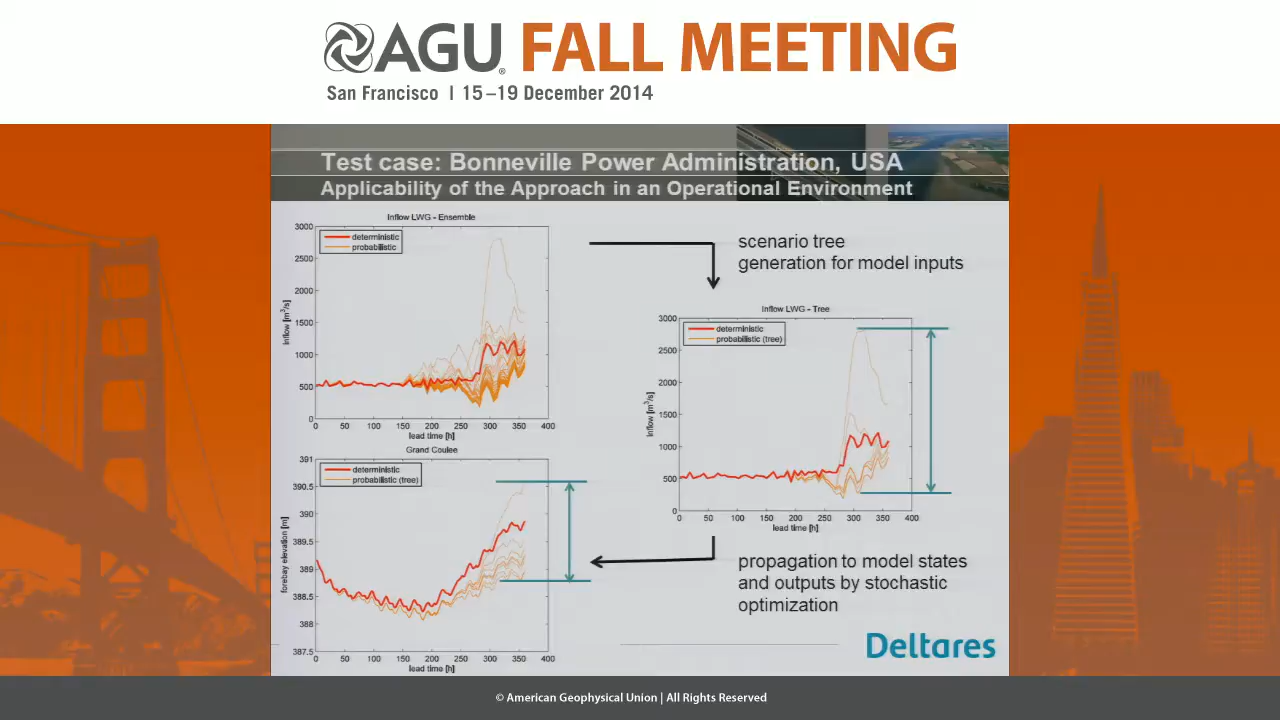 AGU FALL MEETING
San Francisco | 15–19 December 2014
Test case: Bonneville Power Administration, USA
Applicability of the Approach in an Operational Environment
Inflow LWG - Ensemble
deterministic
probabilistic
3000
2500
2000
1500
1000
500
0
inflow [m³/s]
0 50 100 150 200 250 300 350 400
lead time [h]
scenario tree
generation for model inputs
Inflow LWG - Tree
deterministic
probabilistic (tree)
3000
2500
2000
1500
1000
500
0
inflow [m³/s]
0 50 100 150 200 250 300 350 400
lead time [h]
Grand Coulee
deterministic
probabilistic (tree)
391
390.5
390
389.5
389
388.5
388
387.5
forebay elevation [m]
0 50 100 150 200 250 300 350 400
lead time [h]
propagation to model states
and outputs by stochastic
optimization
Deltares
© American Geophysical Union | All Rights Reserved